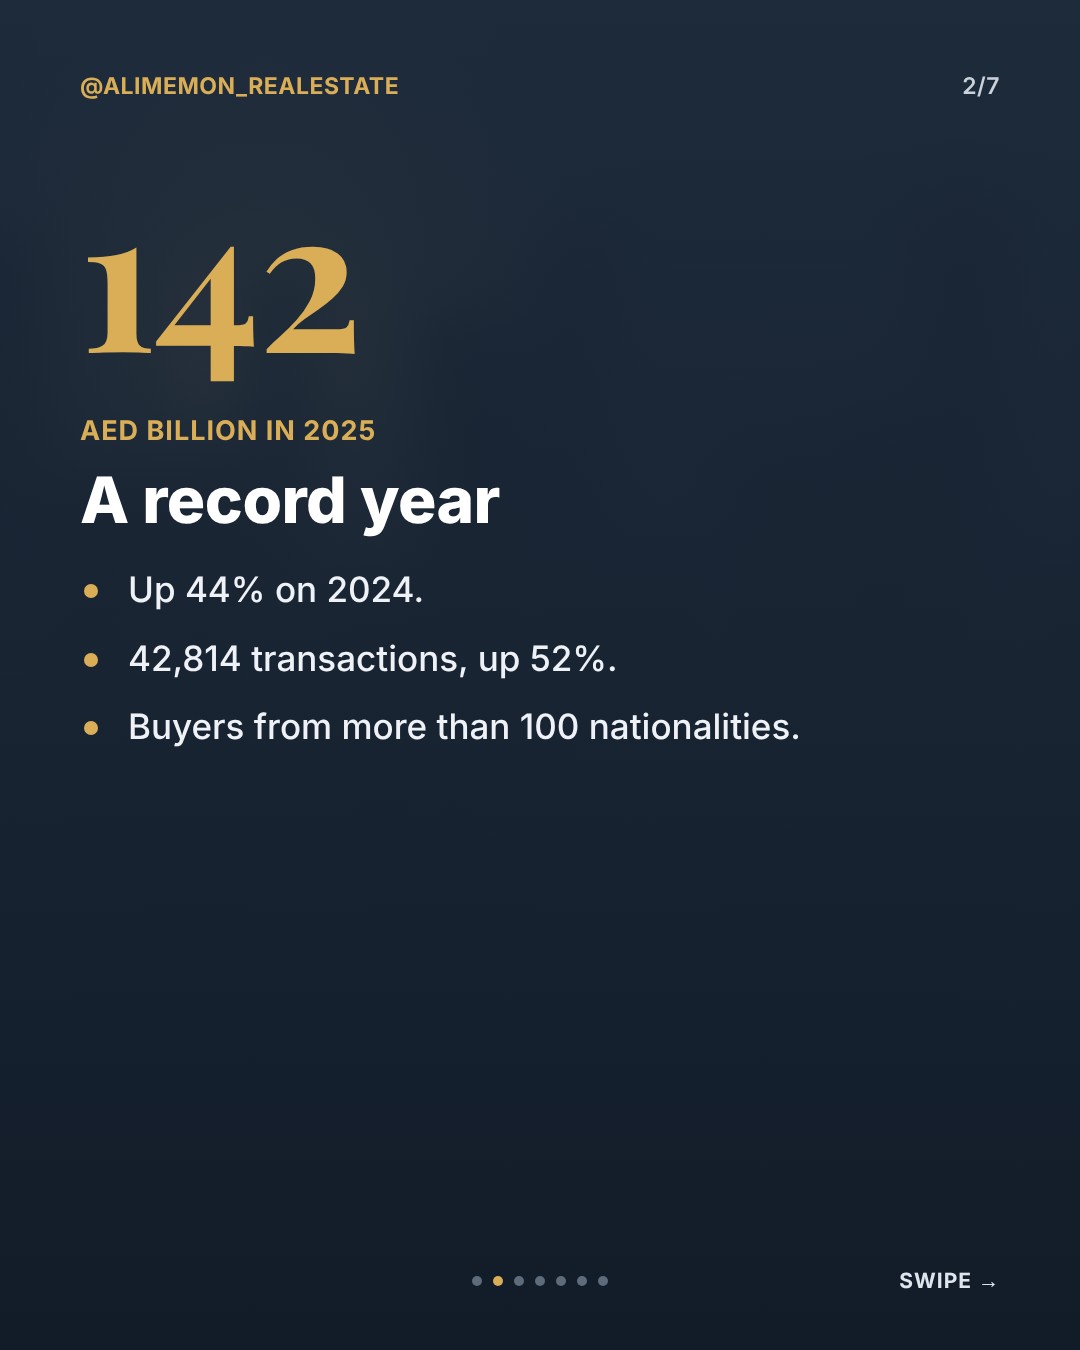 @ALIMEMON_REALESTATE
2/7
142
AED BILLION IN 2025
A record year
• Up 44% on 2024.
• 42,814 transactions, up 52%.
• Buyers from more than 100 nationalities.
SWIPE →